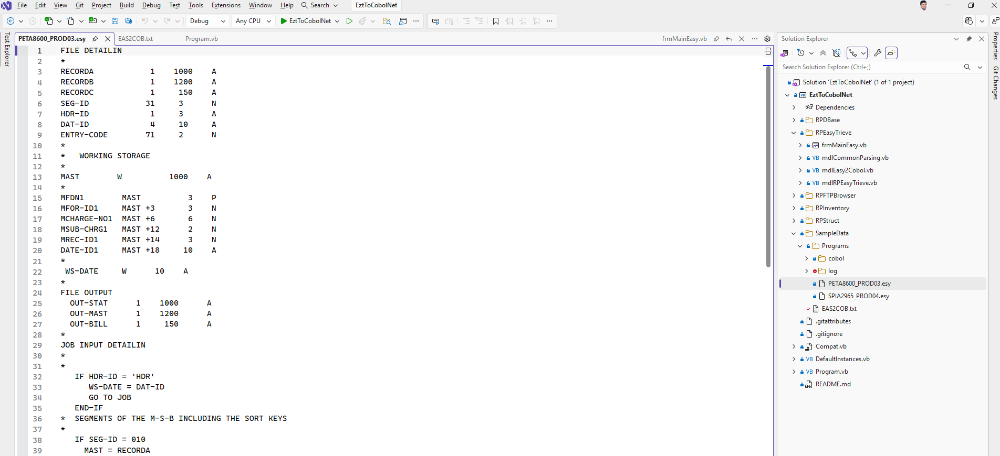 File Edit View Git Project Build Debug Test Tools Extensions Window Help Search EztToCobolNet
Debug Any CPU EztToCobolNet
Test Explorer
PETA8600_PROD03.esy EAS2COB.txt Program.vb frmMainEasy.vb
1 FILE DETAILIN
2 *
3 RECORDA 1 1000 A
4 RECORDB 1 1200 A
5 RECORDC 1 150 A
6 SEG-ID 31 3 N
7 HDR-ID 1 3 A
8 DAT-ID 4 10 A
9 ENTRY-CODE 71 2 N
10 *
11 * WORKING STORAGE
12 *
13 MAST W 1000 A
14 *
15 MFDN1 MAST 3 P
16 MFOR-ID1 MAST +3 3 N
17 MCHARGE-NO1 MAST +6 6 N
18 MSUB-CHRG1 MAST +12 2 N
19 MREC-ID1 MAST +14 3 N
20 DATE-ID1 MAST +18 10 A
21 *
22 WS-DATE W 10 A
23 *
24 FILE OUTPUT
25 OUT-STAT 1 1000 A
26 OUT-MAST 1 1200 A
27 OUT-BILL 1 150 A
28 *
29 JOB INPUT DETAILIN
30 *
31 *
32 IF HDR-ID = 'HDR'
33 WS-DATE = DAT-ID
34 GO TO JOB
35 END-IF
36 * SEGMENTS OF THE M-S-B INCLUDING THE SORT KEYS
37 *
38 IF SEG-ID = 010
39 MAST = RECORDA
Solution Explorer
Search Solution Explorer (Ctrl+;)
Solution 'EztToCobolNet' (1 of 1 project)
VB EztToCobolNet
Dependencies
RPDBase
RPEasyTrieve
frmMainEasy.vb
VB mdlCommonParsing.vb
VB mdlEasy2Cobol.vb
VB mdlRPEasyTrieve.vb
RPFTPBrowser
RPInventory
RPStruct
SampleData
Programs
cobol
log
PETA8600_PROD03.esy
SPIA2965_PROD04.esy
EAS2COB.txt
.gitattributes
.gitignore
Compat.vb
VB DefaultInstances.vb
VB Program.vb
README.md
Properties
Git Changes